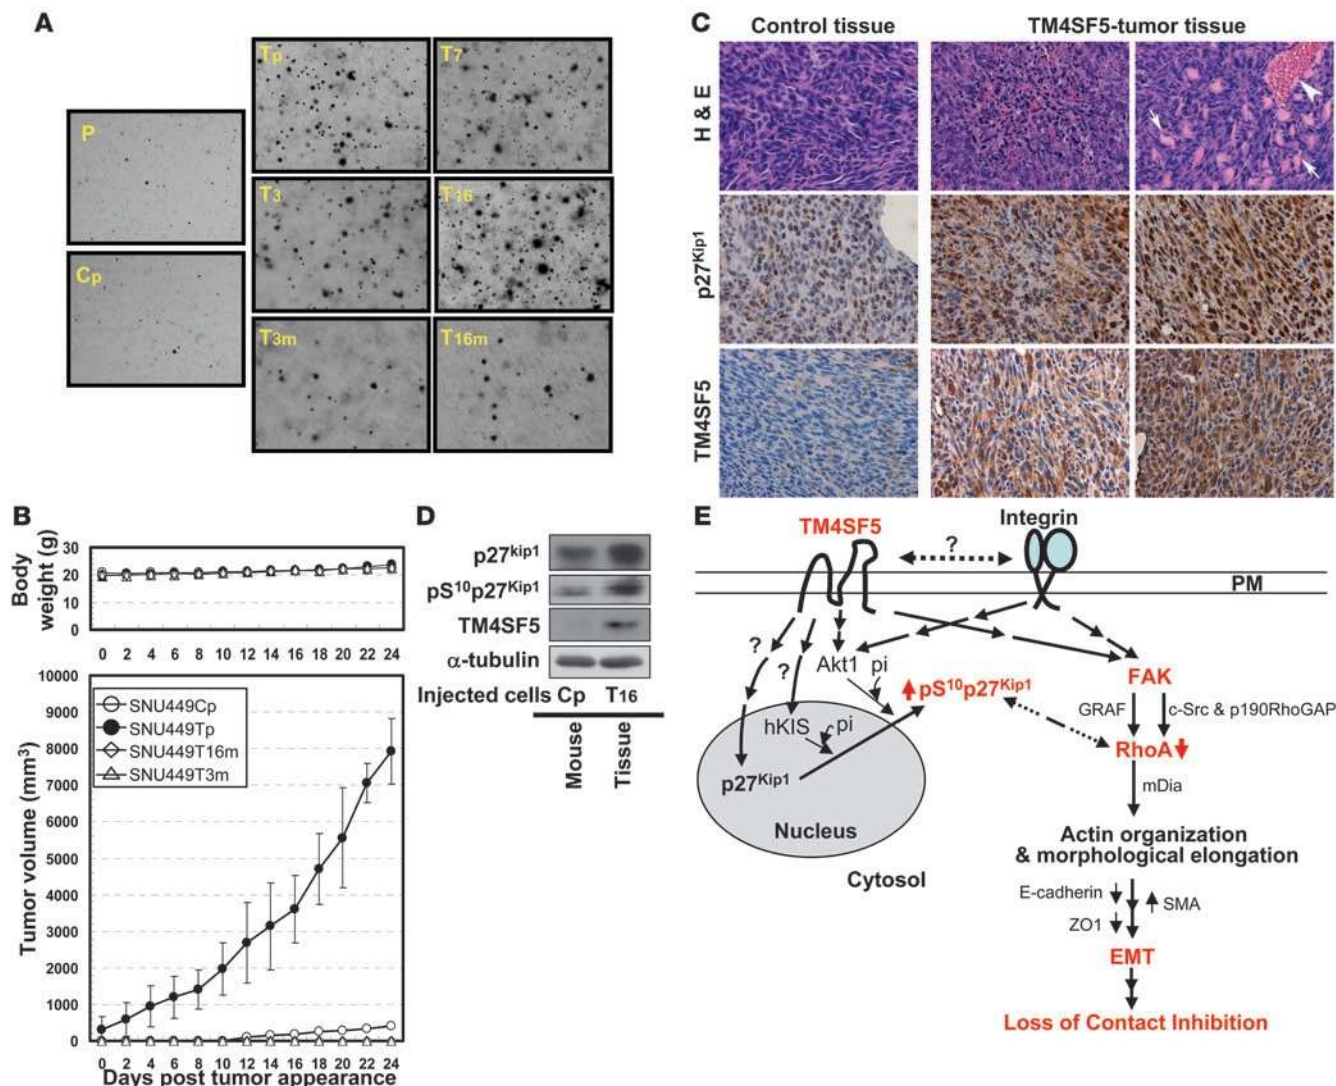 A
P
Cp
Tp
T7
T3
T16
T3m
T16m
B
Body
weight (g)
30
20
10
0
0 2 4 6 8 10 12 14 16 18 20 22 24
Tumor volume (mm³)
10000
9000
8000
7000
6000
5000
4000
3000
2000
1000
0
SNU449Cp
SNU449Tp
SNU449T16m
SNU449T3m
0 2 4 6 8 10 12 14 16 18 20 22 24
Days post tumor appearance
C
Control tissue
TM4SF5-tumor tissue
H & E
p27Kip1
TM4SF5
D
p27kip1
pS10p27Kip1
TM4SF5
α-tubulin
Injected cells Cp T16
Mouse
Tissue
E
TM4SF5
Integrin
?
PM
?
?
Akt1 pi
pS10p27Kip1
FAK
GRAF
c-Src & p190RhoGAP
hKIS pi
RhoA
p27Kip1
mDia
Nucleus
Actin organization
& morphological elongation
Cytosol
E-cadherin
SMA
ZO1
EMT
Loss of Contact Inhibition